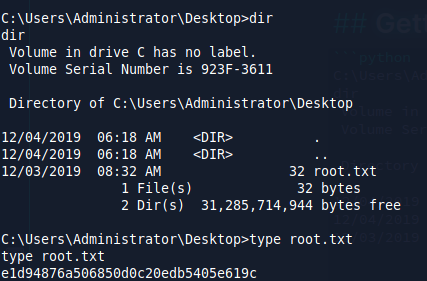 C:\Users\Administrator\Desktop>dir
dir
 Volume in drive C has no label.
 Volume Serial Number is 923F-3611

 Directory of C:\Users\Administrator\Desktop

12/04/2019  06:18 AM    <DIR>          .
12/04/2019  06:18 AM    <DIR>          ..
12/03/2019  08:32 AM                32 root.txt
               1 File(s)             32 bytes
               2 Dir(s)  31,285,714,944 bytes free

C:\Users\Administrator\Desktop>type root.txt
type root.txt
e1d94876a506850d0c20edb5405e619c